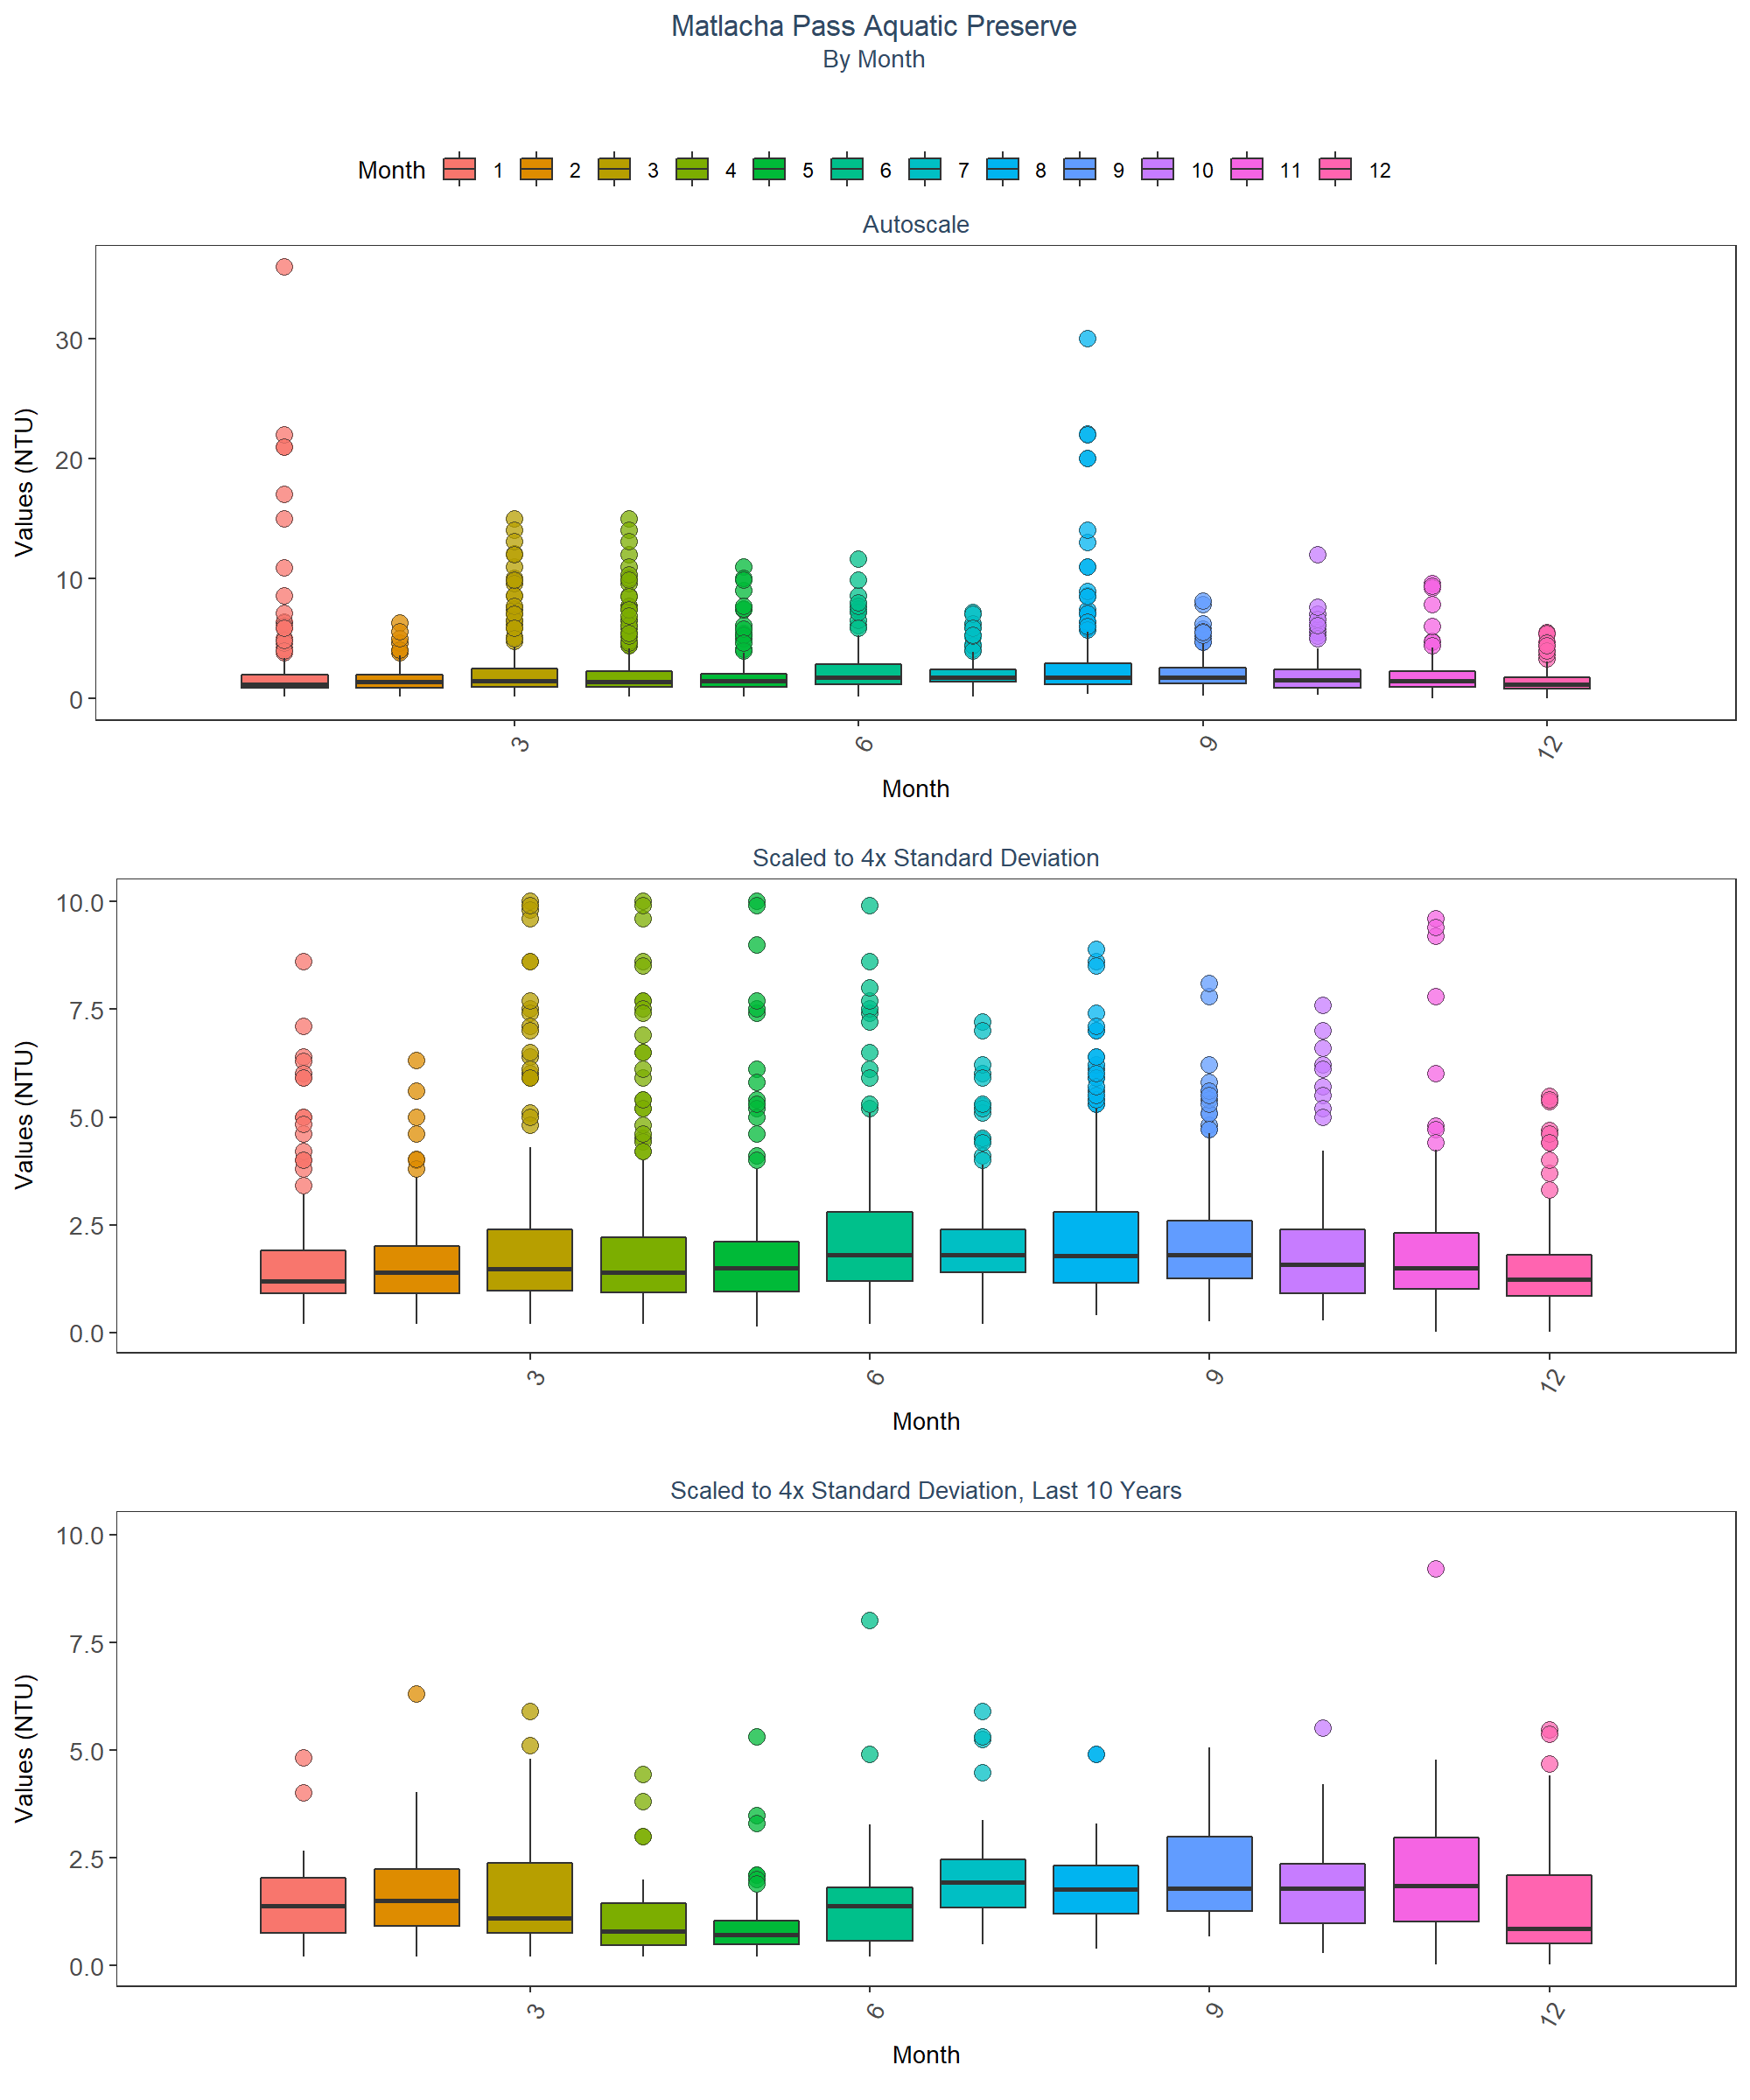 Matlacha Pass Aquatic Preserve
By Month
Month 1 2 3 4 5 6 7 8 9 10 11 12
Autoscale
Values (NTU)
30
20
10
0
3 6 9 12
Month
Scaled to 4x Standard Deviation
Values (NTU)
10.0
7.5
5.0
2.5
0.0
3 6 9 12
Month
Scaled to 4x Standard Deviation, Last 10 Years
Values (NTU)
10.0
7.5
5.0
2.5
0.0
3 6 9 12
Month